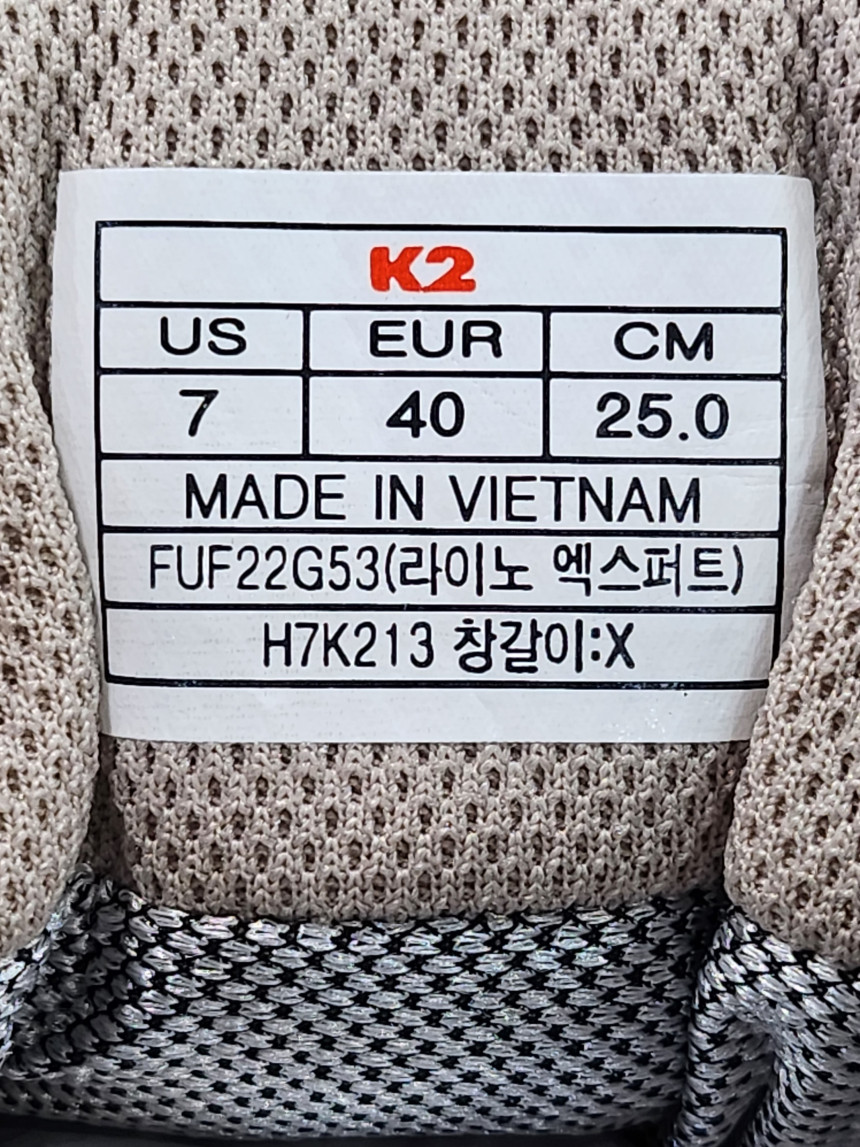 K2
US EUR CM
7 40 25.0
MADE IN VIETNAM
FUF22G53(라이노 엑스퍼트)
H7K213 창갈이:X